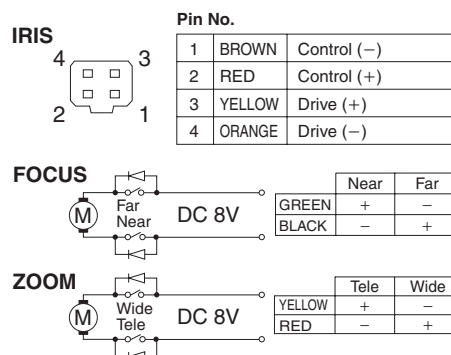 Pin No.
IRIS
4 3
2 1
1 BROWN Control (−)
2 RED Control (+)
3 YELLOW Drive (+)
4 ORANGE Drive (−)
FOCUS
M
Far
Near
DC 8V
Near Far
GREEN + −
BLACK − +
ZOOM
M
Wide
Tele
DC 8V
Tele Wide
YELLOW + −
RED − +